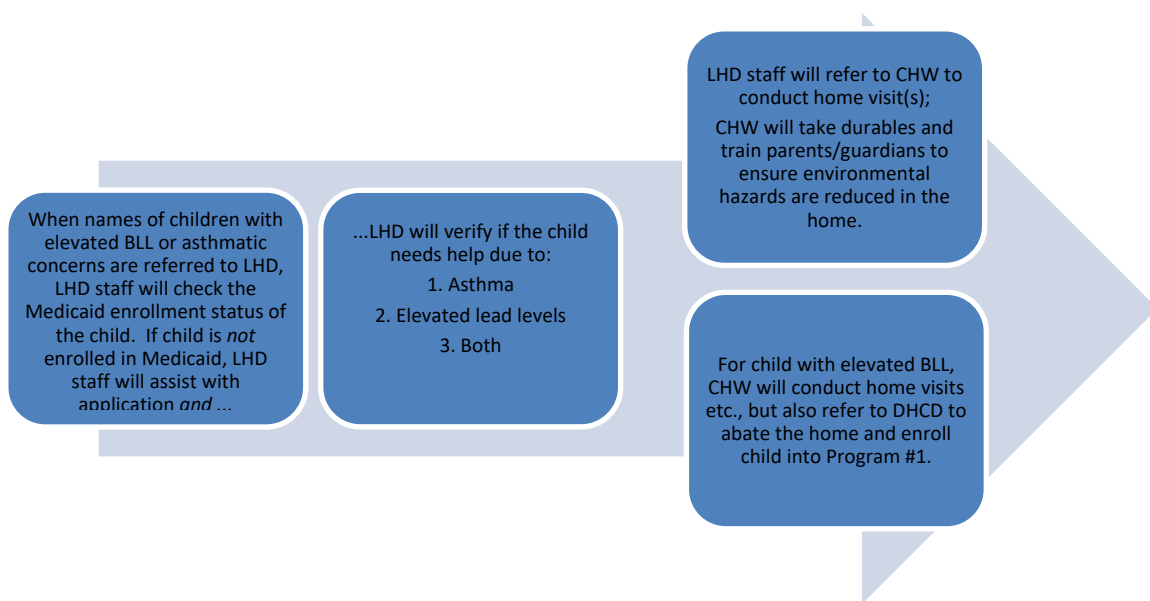 When names of children with
elevated BLL or asthmatic
concerns are referred to LHD,
LHD staff will check the
Medicaid enrollment status of
the child.  If child is not
enrolled in Medicaid, LHD
staff will assist with
application and ...
...LHD will verify if the child
needs help due to:
1. Asthma
2. Elevated lead levels
3. Both
LHD staff will refer to CHW to
conduct home visit(s);
CHW will take durables and
train parents/guardians to
ensure environmental
hazards are reduced in the
home.
For child with elevated BLL,
CHW will conduct home visits
etc., but also refer to DHCD to
abate the home and enroll
child into Program #1.